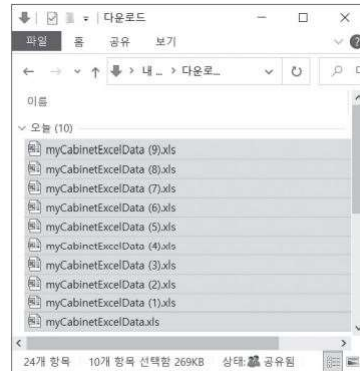 다운로드
파일 홈 공유 보기
내 _ > 다운로_
이름
오늘 (10)
myCabinetExcelData (9).xls
myCabinetExcelData (8).xls
myCabinetExcelData (7).xls
myCabinetExcelData (6).xls
myCabinetExcelData (5).xls
myCabinetExcelData (4).xls
myCabinetExcelData (3).xls
myCabinetExcelData (2).xls
myCabinetExcelData (1).xls
myCabinetExcelData.xls
24개 항목 10개 항목 선택함 269KB 상태: 공유됨